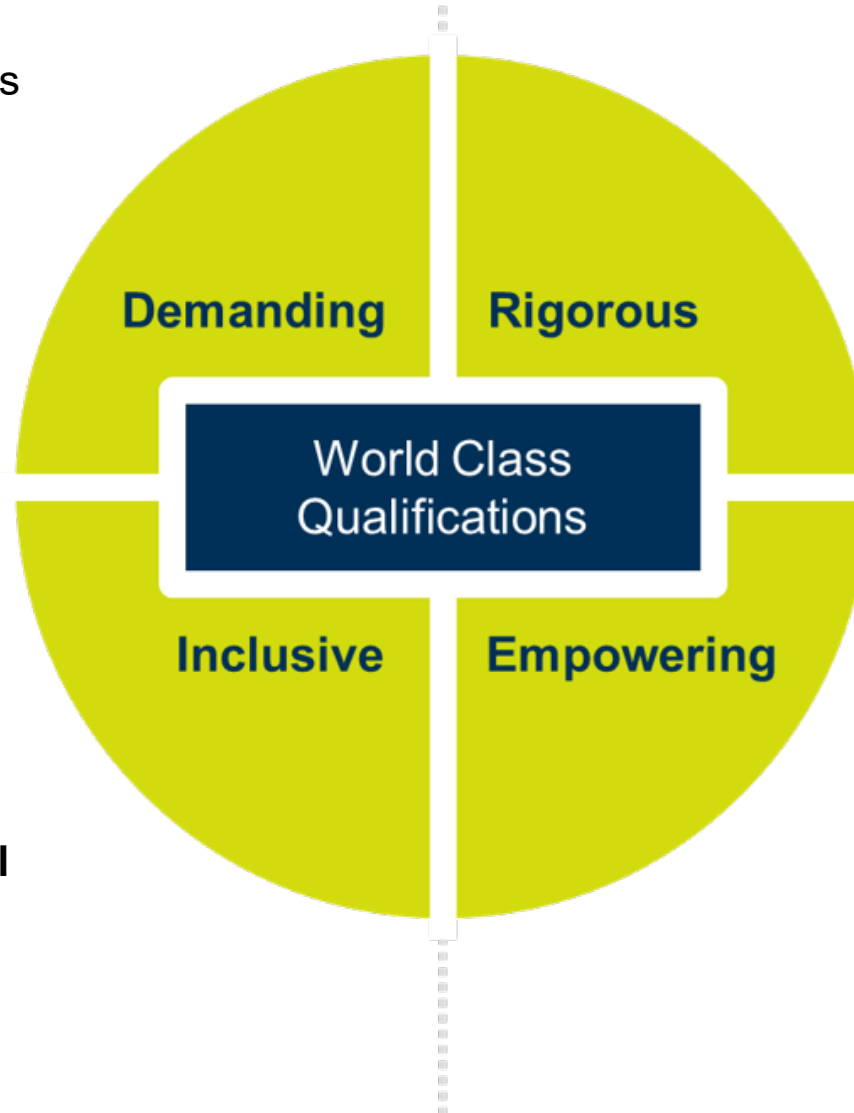 s
Demanding
Rigorous
World Class
Qualifications
Inclusive
Empowering
l